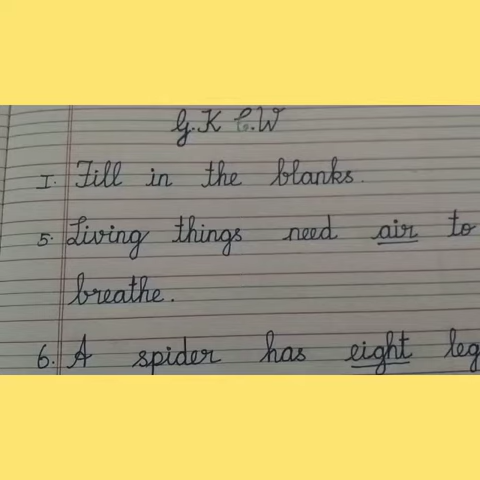 G.K C.W
I. Fill in the blanks.
5. Living things need air to
breathe.
6. A spider has eight leg